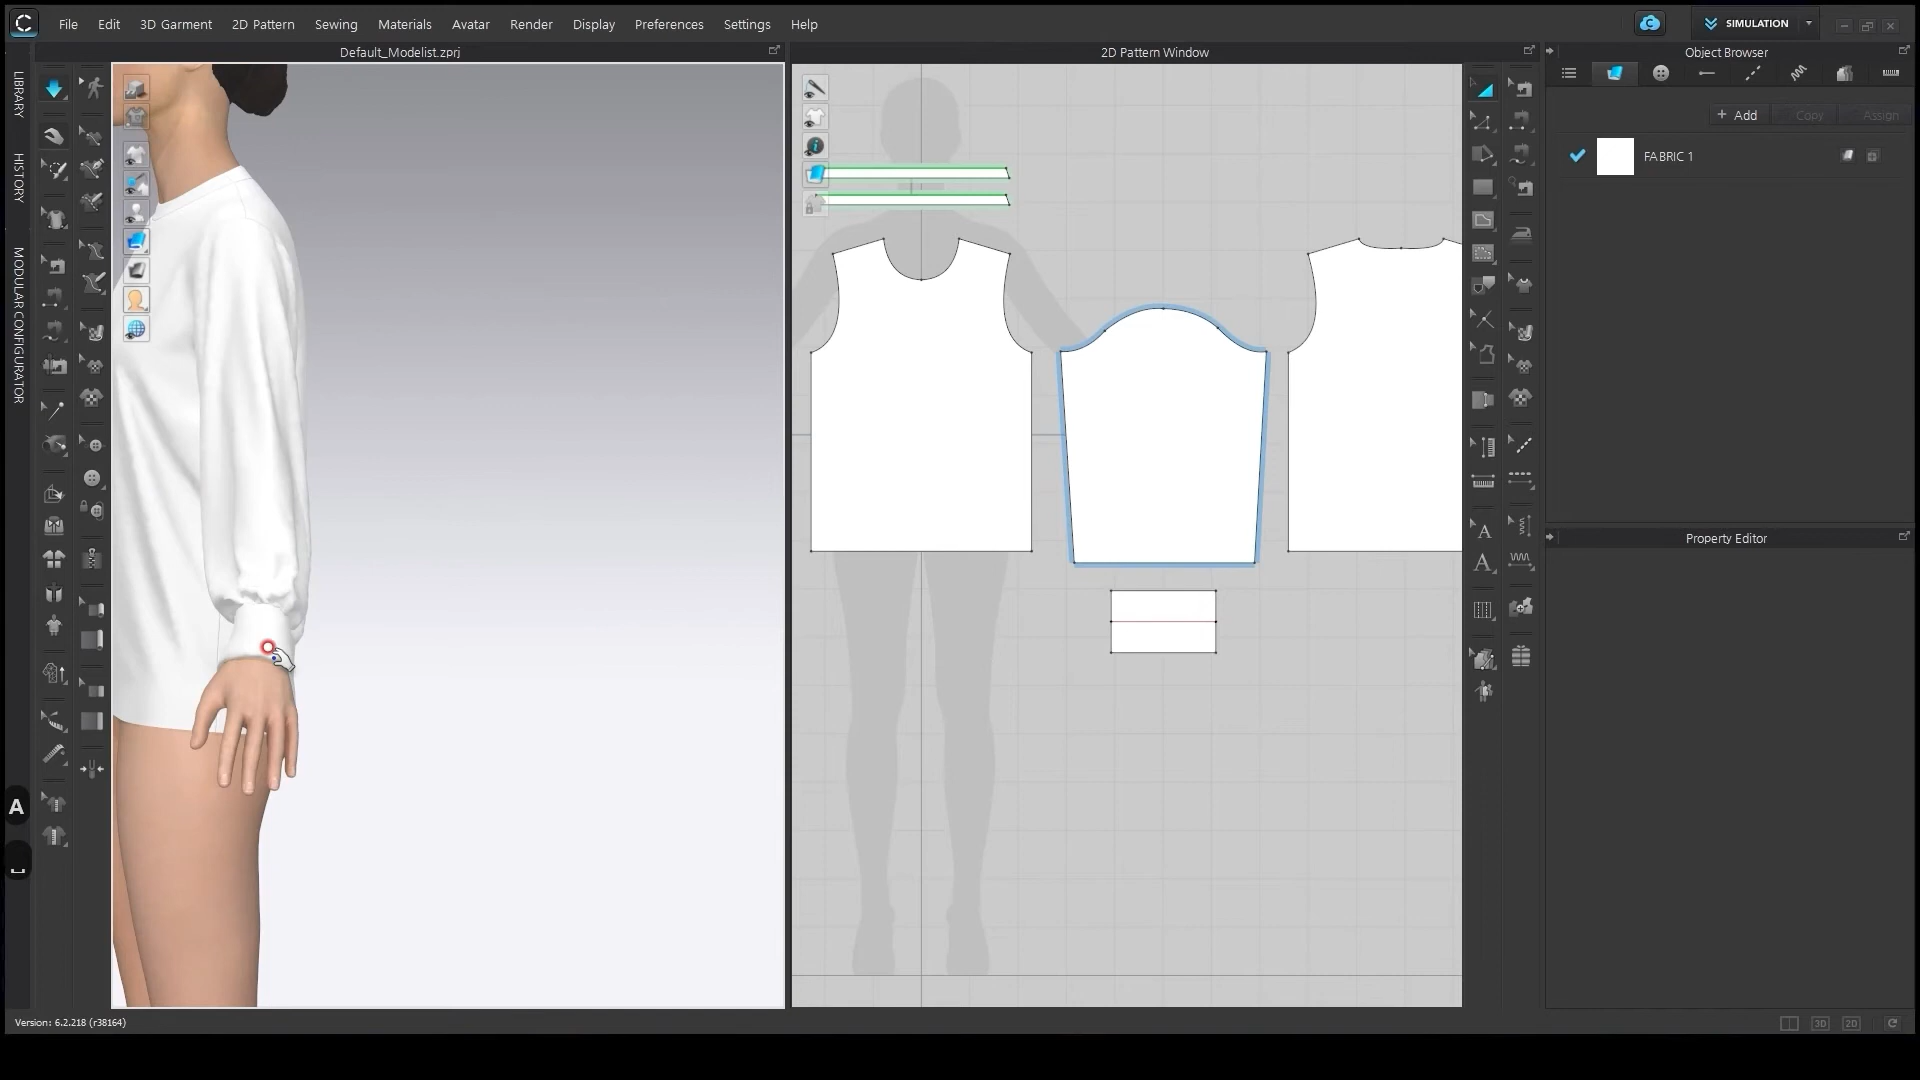 File Edit 3D Garment 2D Pattern Sewing Materials Avatar Render Display Preferences Settings Help
SIMULATION
Default_Modelist.zprj
2D Pattern Window
Object Browser
LIBRARY
HISTORY
MODULAR CONFIGURATOR
+ Add Copy Assign
FABRIC 1
Property Editor
A
A
A
Version: 6.2.218 (r38164)
3D
2D